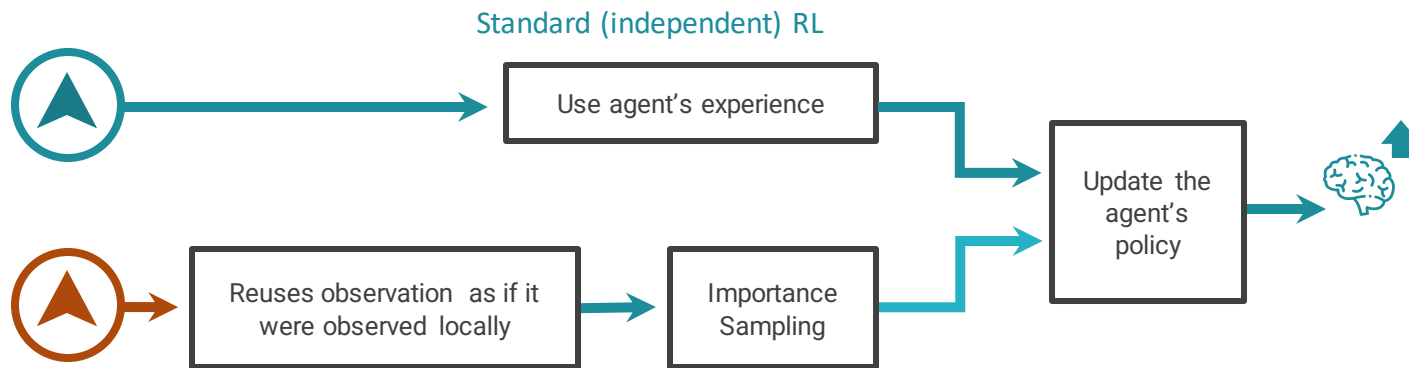 Standard (independent) RL
Use agent’s experience
Update the
agent’s
policy
Reuses observation as if it
were observed locally
Importance
Sampling